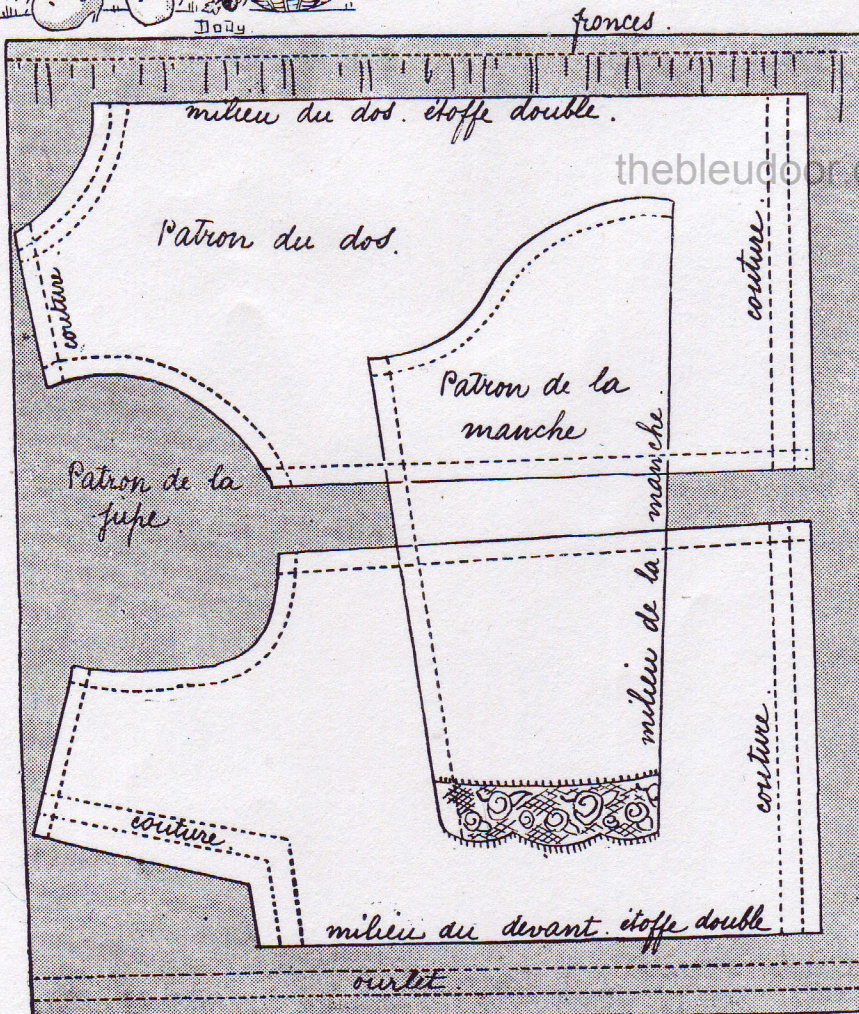 Dody.
fronces.
milieu du dos. étoffe double.
thebleudoor.
Patron du dos.
couture
couture.
Patron de la
manche
milieu de la manche.
Patron de la
jupe
couture.
couture.
milieu du devant. étoffe double
ourlet.